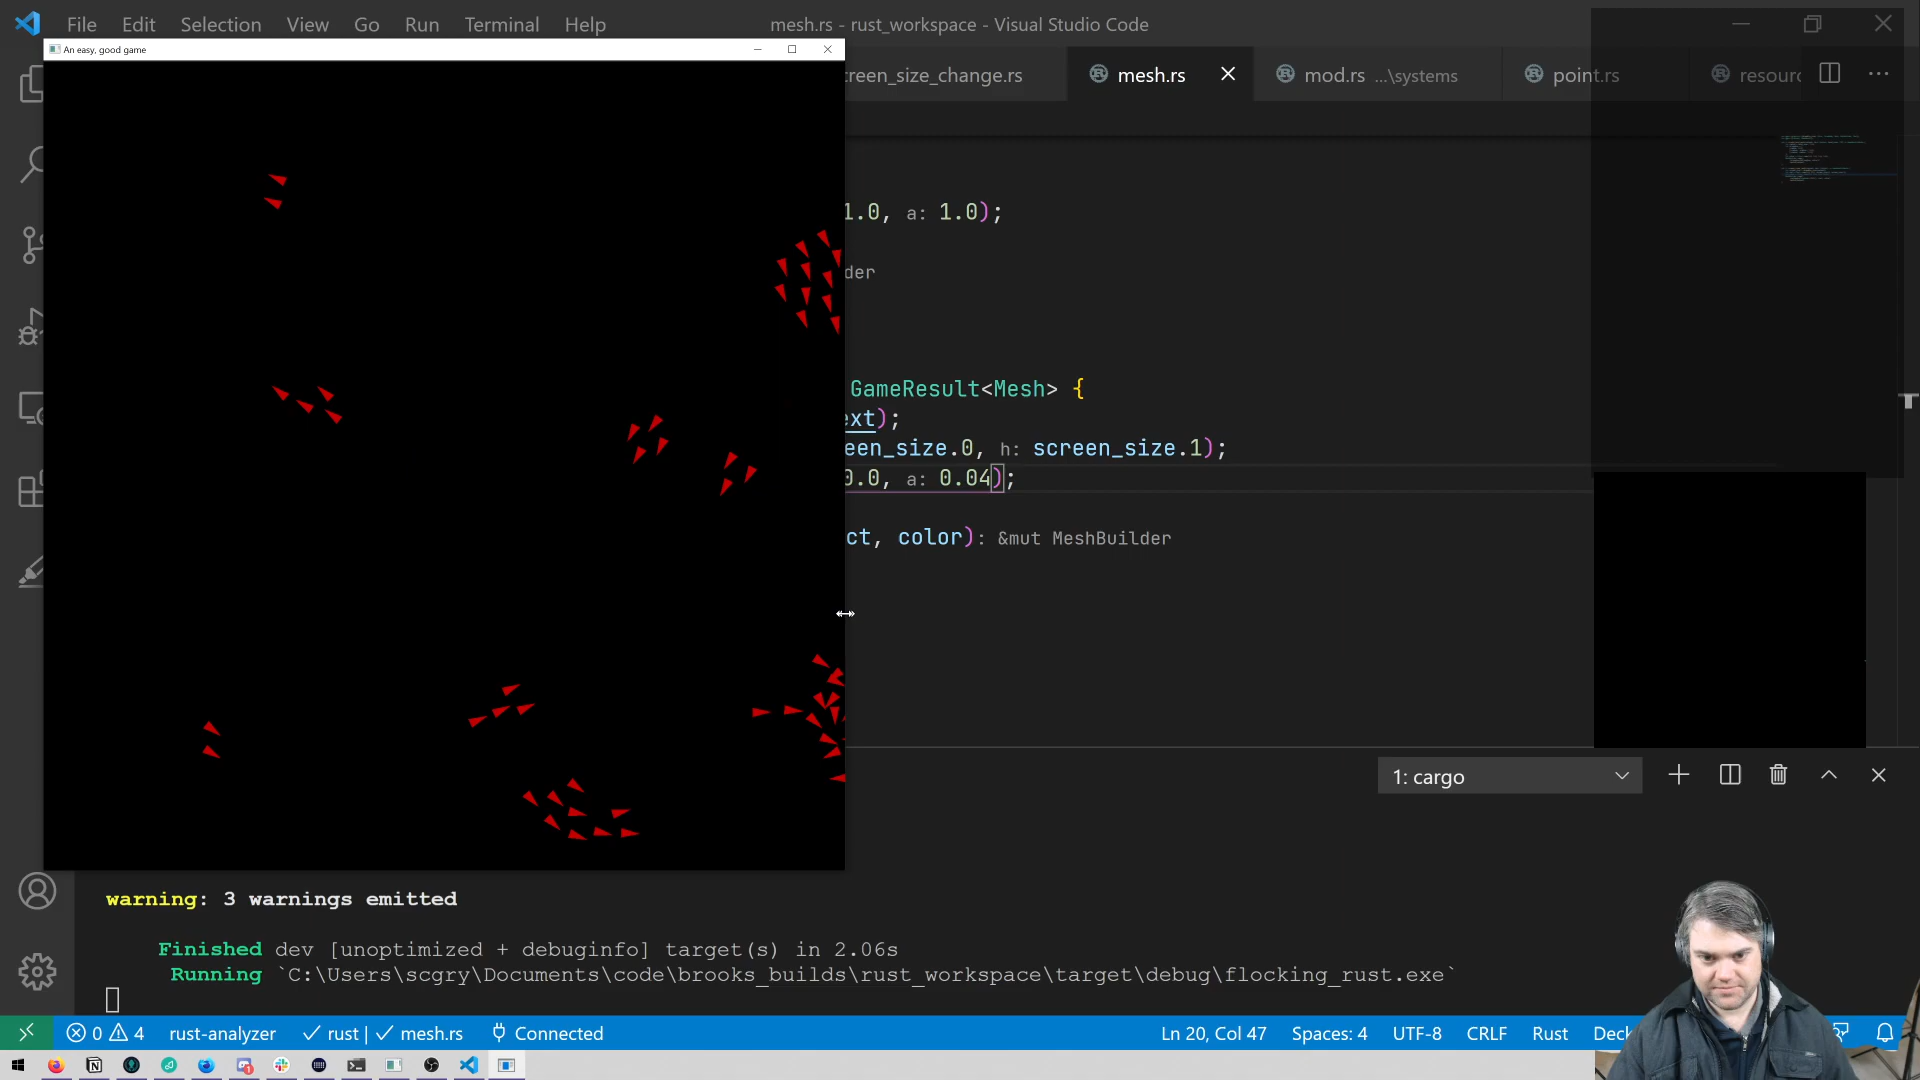 File Edit Selection View Go Run Terminal Help
mesh.rs - rust_workspace - Visual Studio Code
An easy, good game
creen_size_change.rs
mesh.rs
mod.rs ...\systems
point.rs
1.0, a: 1.0);
der
GameResult<Mesh> {
ext);
een_size.0, h: screen_size.1);
0.0, a: 0.04);
ct, color): &mut MeshBuilder
1: cargo
warning: 3 warnings emitted
Finished dev [unoptimized + debuginfo] target(s) in 2.06s
Running `C:\Users\scgry\Documents\code\brooks_builds\rust_workspace\target\debug\flocking_rust.exe`
0 4 rust-analyzer ✓ rust | ✓ mesh.rs Connected
Ln 20, Col 47 Spaces: 4 UTF-8 CRLF Rust